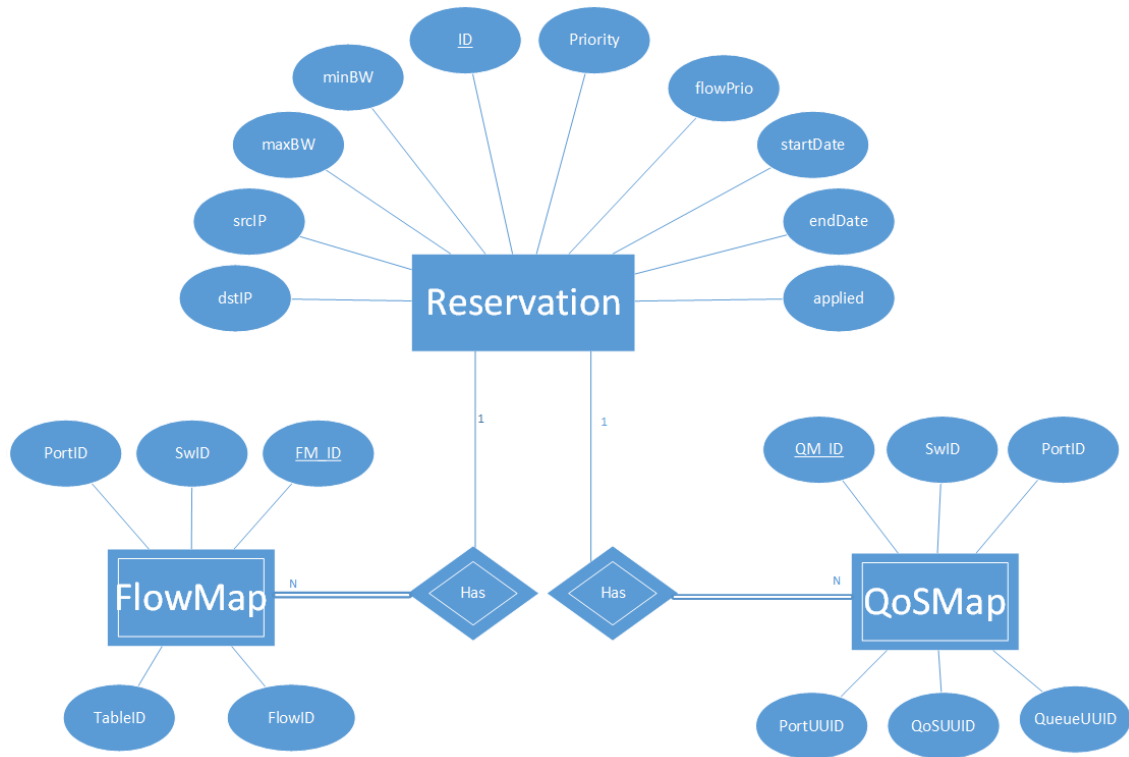 ID
Priority
minBW
flowPrio
maxBW
startDate
srcIP
endDate
dstIP
applied
Reservation
1
1
PortID
SwID
FM_ID
QM_ID
SwID
PortID
FlowMap
N
Has
Has
N
QoSMap
TableID
FlowID
PortUUID
QoSUUID
QueueUUID